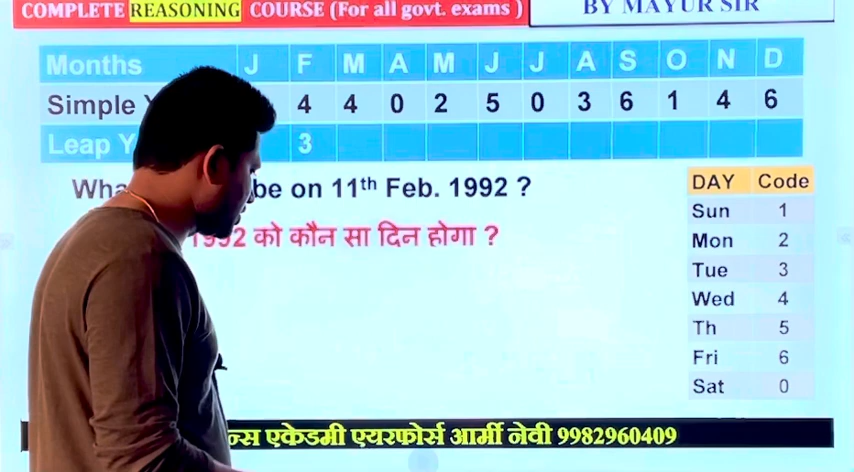 COMPLETE REASONING COURSE (For all govt. exams )
BY MAYUR SIR
Months J F M A M J J A S O N D
Simple 4 4 0 2 5 0 3 6 1 4 6
Leap 3
be on 11th Feb. 1992 ?
1992 को कौन सा दिन होगा ?
DAY Code
Sun 1
Mon 2
Tue 3
Wed 4
Th 5
Fri 6
Sat 0
एकेडमी एयरफोर्स आर्मी नेवी 9982960409